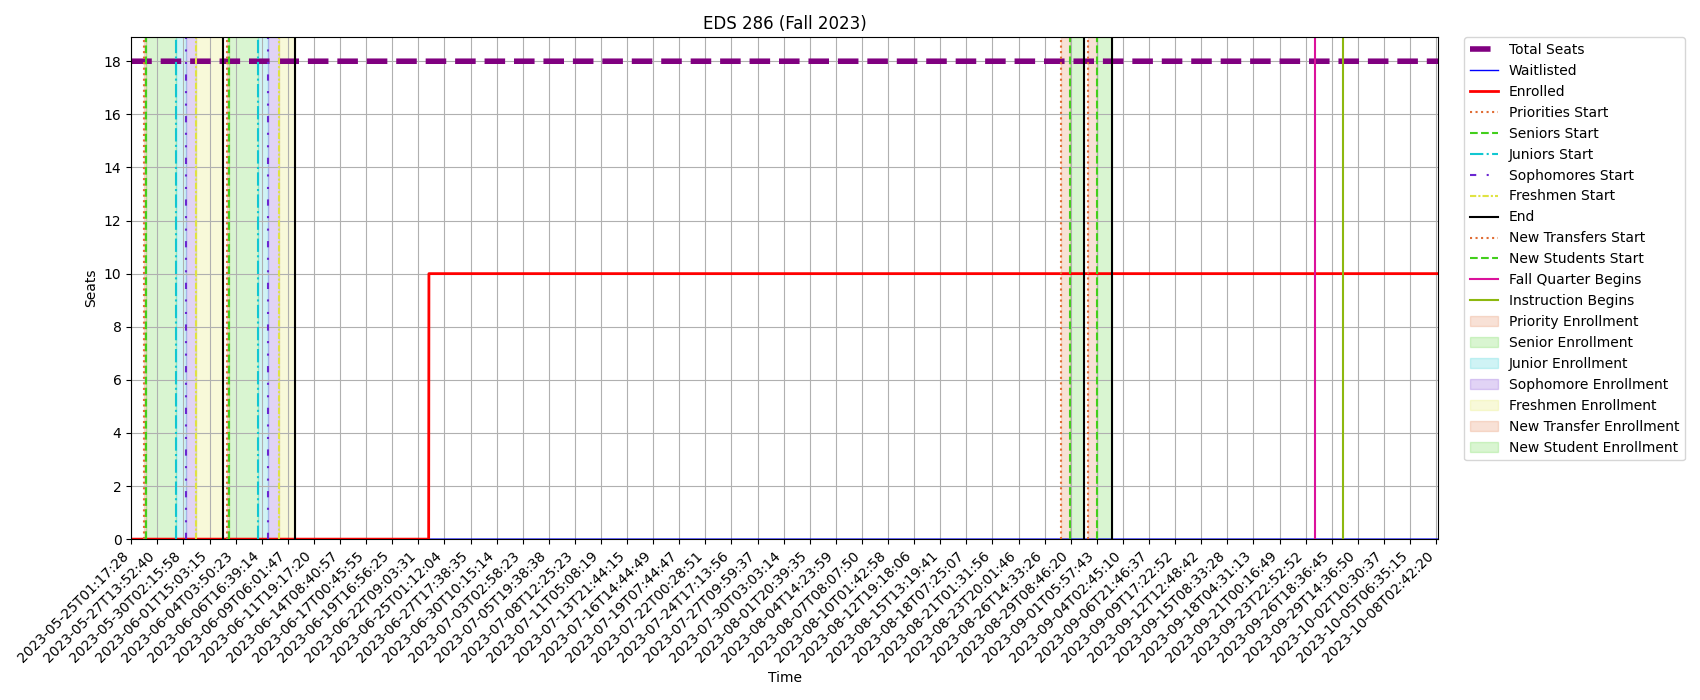 EDS 286 (Fall 2023)
18
16
14
12
10
8
6
4
2
0
Seats
2023-05-25T01:17:28
2023-05-27T13:52:40
2023-05-30T02:15:58
2023-06-01T15:03:15
2023-06-04T03:50:23
2023-06-06T16:39:14
2023-06-09T06:01:47
2023-06-11T19:17:20
2023-06-14T08:40:57
2023-06-17T00:45:55
2023-06-19T16:56:25
2023-06-22T09:03:31
2023-06-25T01:12:04
2023-06-27T17:38:35
2023-06-30T10:15:14
2023-07-03T02:58:23
2023-07-05T19:38:38
2023-07-08T12:25:23
2023-07-11T05:08:19
2023-07-13T21:44:15
2023-07-16T14:44:49
2023-07-19T07:44:47
2023-07-22T00:28:51
2023-07-24T17:13:56
2023-07-27T09:59:37
2023-07-30T03:03:14
2023-08-01T20:39:35
2023-08-04T14:23:59
2023-08-07T08:07:50
2023-08-10T01:42:58
2023-08-12T19:18:06
2023-08-15T13:19:41
2023-08-18T07:25:07
2023-08-21T01:31:56
2023-08-23T20:01:46
2023-08-26T14:33:26
2023-08-29T08:46:20
2023-09-01T05:57:43
2023-09-04T02:45:10
2023-09-06T21:46:37
2023-09-09T17:22:52
2023-09-12T12:48:42
2023-09-15T08:33:28
2023-09-18T04:31:13
2023-09-21T00:16:49
2023-09-23T22:52:52
2023-09-26T18:36:45
2023-09-29T14:36:50
2023-10-02T10:30:37
2023-10-05T06:35:15
2023-10-08T02:42:20
Time
Total Seats
Waitlisted
Enrolled
Priorities Start
Seniors Start
Juniors Start
Sophomores Start
Freshmen Start
End
New Transfers Start
New Students Start
Fall Quarter Begins
Instruction Begins
Priority Enrollment
Senior Enrollment
Junior Enrollment
Sophomore Enrollment
Freshmen Enrollment
New Transfer Enrollment
New Student Enrollment